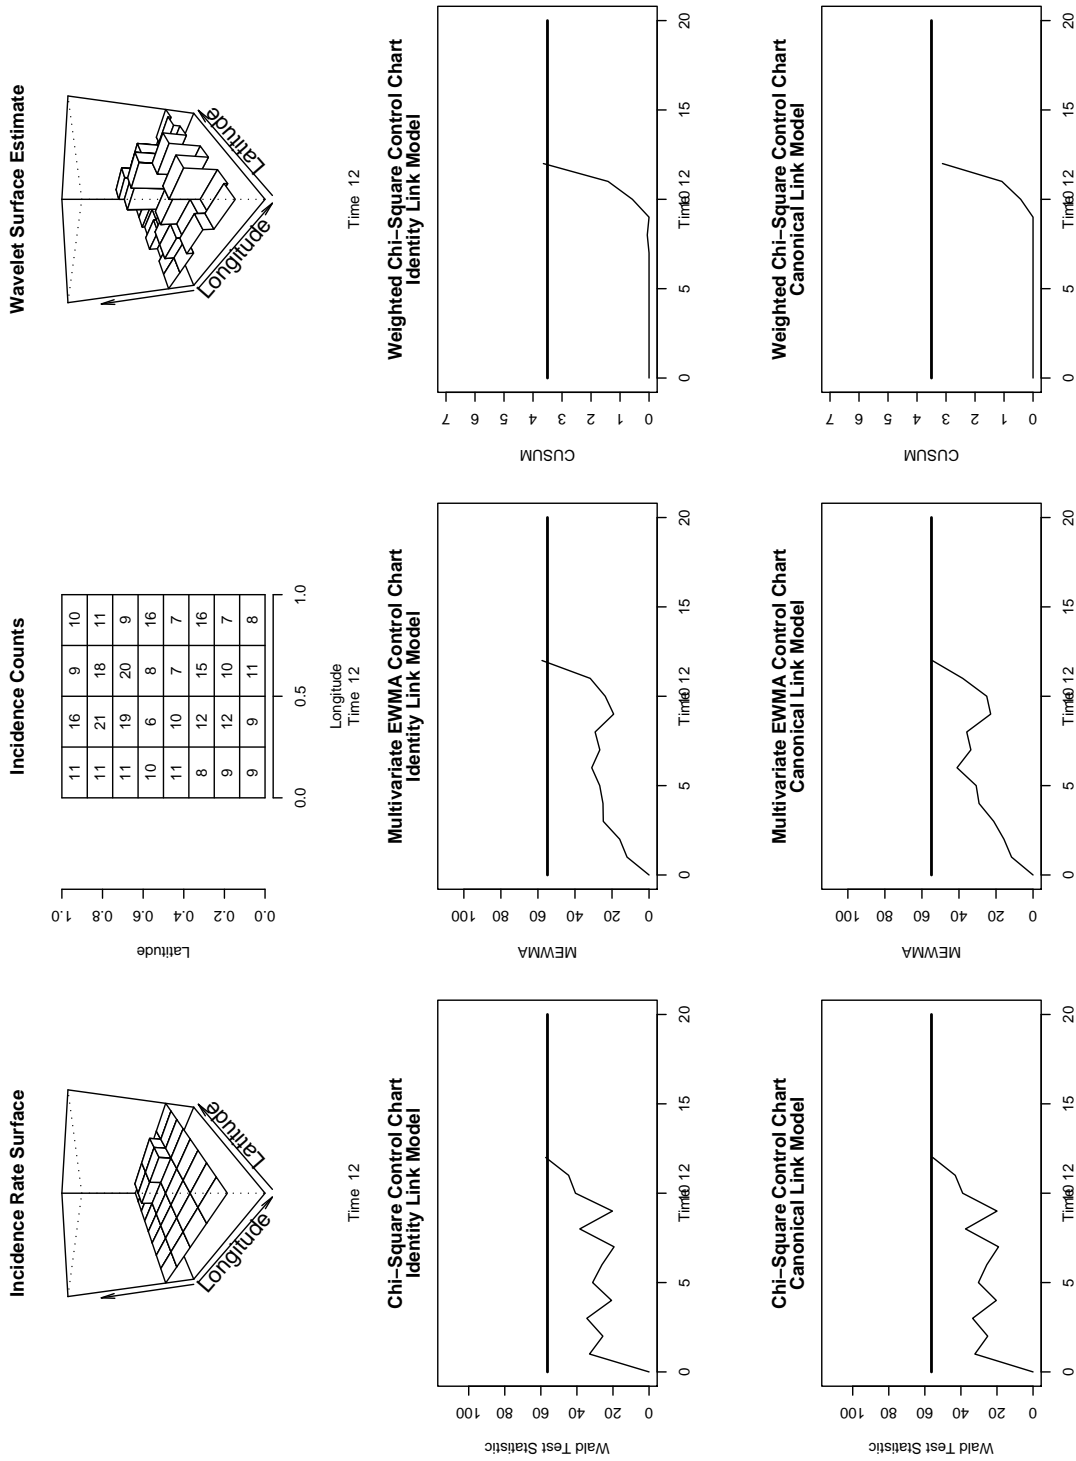 Incidence Rate Surface
Longitude
Latitude
Time 12
Incidence Counts
Latitude
0.0 0.2 0.4 0.6 0.8 1.0
11 16 9 10
11 21 18 11
11 19 20 9
10 6 8 16
11 10 7 7
8 12 15 16
9 12 10 7
9 9 11 8
0.0 0.5 1.0
Longitude
Time 12
Wavelet Surface Estimate
Longitude
Latitude
Time 12
Chi−Square Control Chart
Identity Link Model
Wald Test Statistic
0 20 40 60 80 100
0 5 10 15 20
Time 12
Multivariate EWMA Control Chart
Identity Link Model
MEWMA
0 20 40 60 80 100
0 5 10 15 20
Time 12
Weighted Chi−Square Control Chart
Identity Link Model
CUSUM
0 1 2 3 4 5 6 7
0 5 10 15 20
Time 12
Chi−Square Control Chart
Canonical Link Model
Wald Test Statistic
0 20 40 60 80 100
0 5 10 15 20
Time 12
Multivariate EWMA Control Chart
Canonical Link Model
MEWMA
0 20 40 60 80 100
0 5 10 15 20
Time 12
Weighted Chi−Square Control Chart
Canonical Link Model
CUSUM
0 1 2 3 4 5 6 7
0 5 10 15 20
Time 12